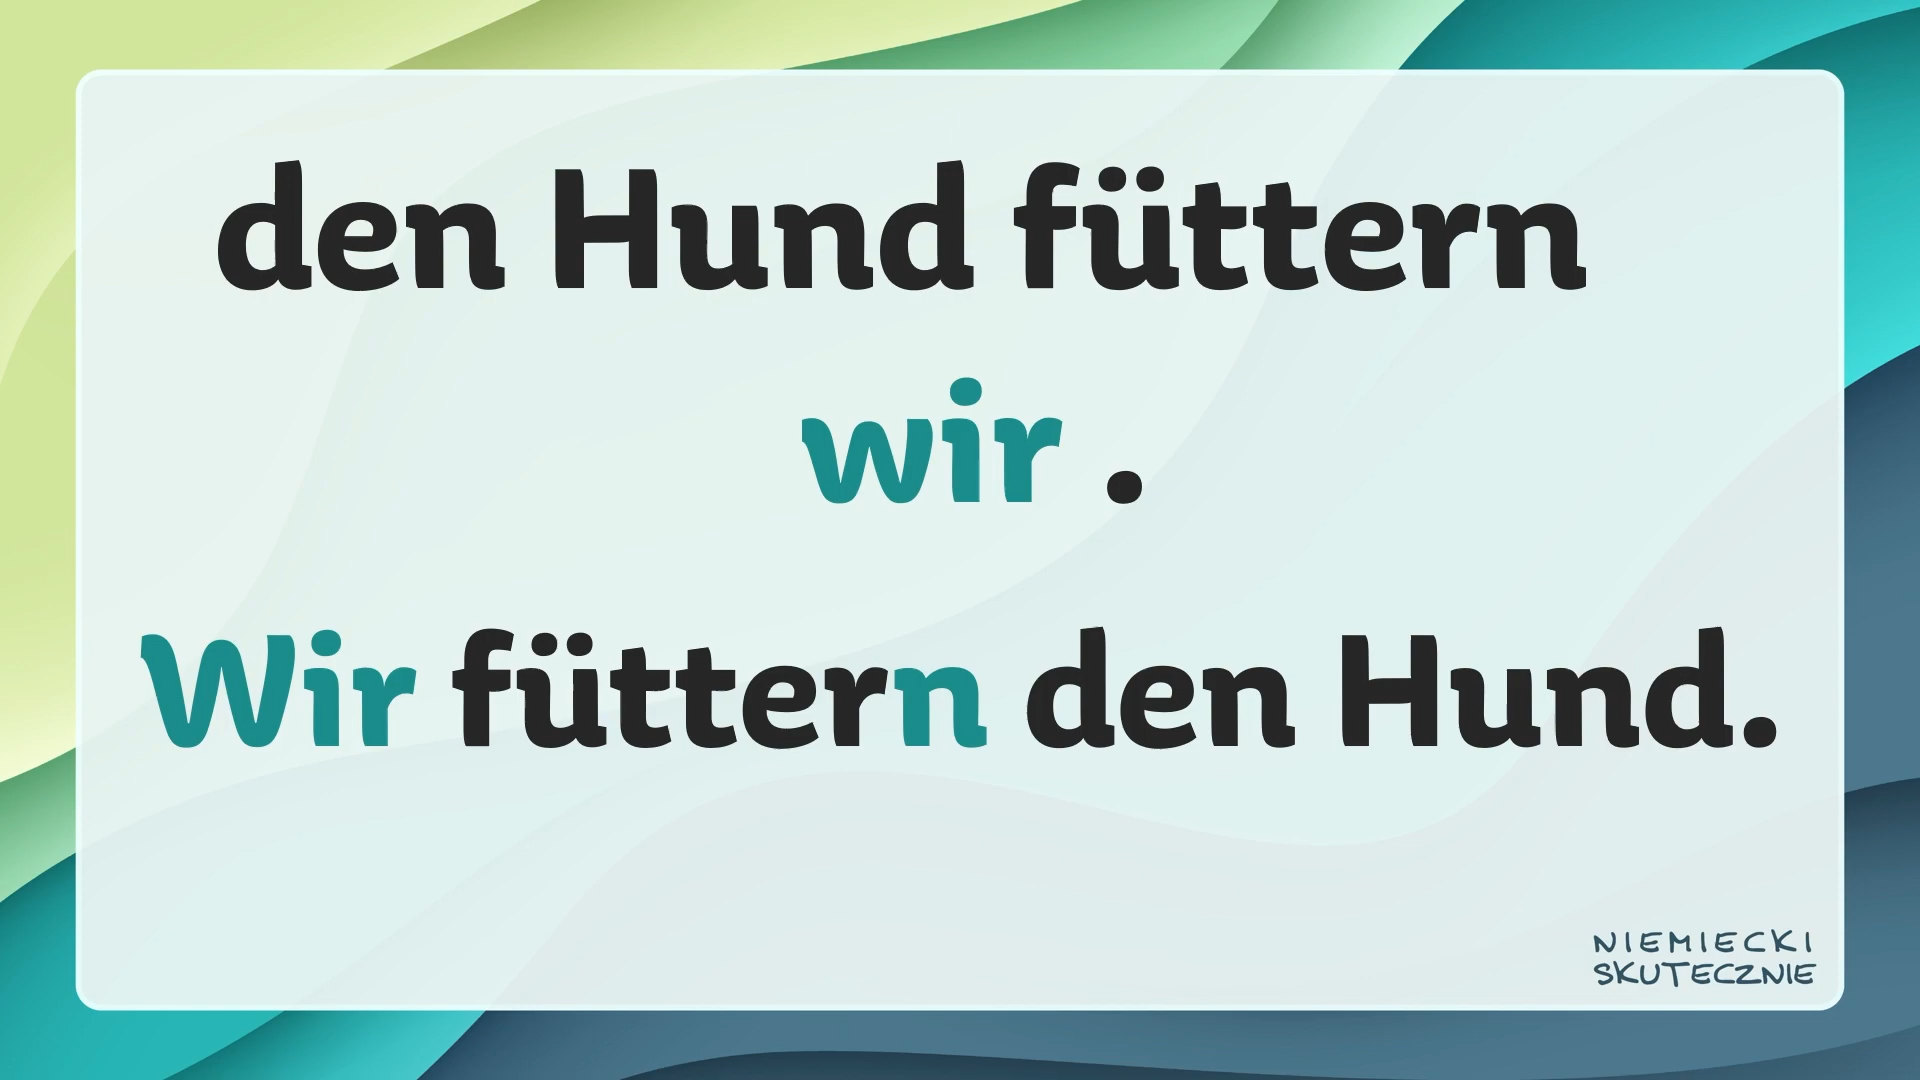 den Hund füttern
wir .
Wir füttern den Hund.
NIEMIECKI
SKUTECZNIE